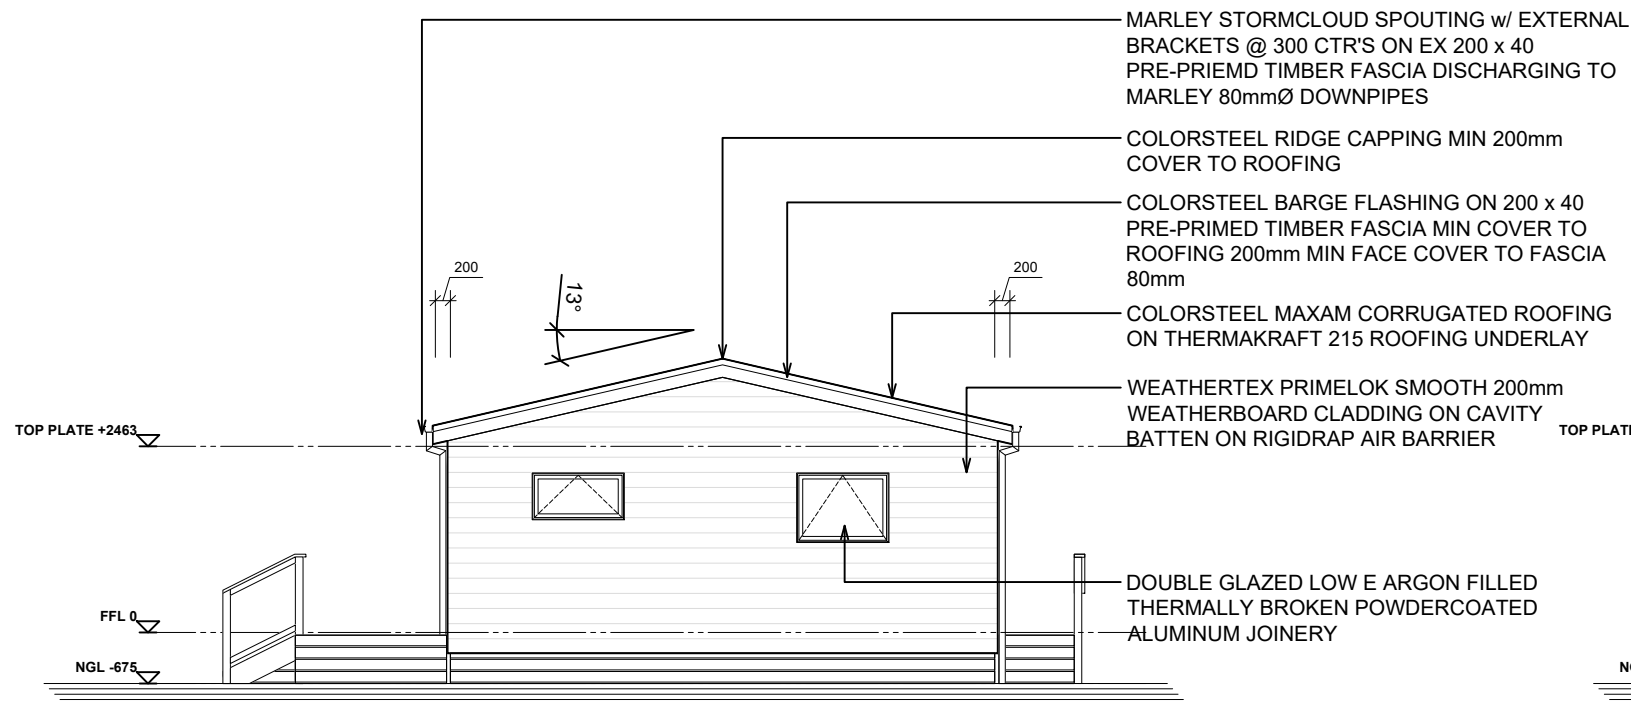 MARLEY STORMCLOUD SPOUTING w/ EXTERNAL
BRACKETS @ 300 CTR'S ON EX 200 x 40
PRE-PRIEMD TIMBER FASCIA DISCHARGING TO
MARLEY 80mmØ DOWNPIPES
COLORSTEEL RIDGE CAPPING MIN 200mm
COVER TO ROOFING
COLORSTEEL BARGE FLASHING ON 200 x 40
PRE-PRIMED TIMBER FASCIA MIN COVER TO
ROOFING 200mm MIN FACE COVER TO FASCIA
80mm
200
13°
200
COLORSTEEL MAXAM CORRUGATED ROOFING
ON THERMAKRAFT 215 ROOFING UNDERLAY
WEATHERTEX PRIMELOK SMOOTH 200mm
WEATHERBOARD CLADDING ON CAVITY
BATTEN ON RIGIDRAP AIR BARRIER
TOP PLATE +2463
TOP PLAT
DOUBLE GLAZED LOW E ARGON FILLED
THERMALLY BROKEN POWDERCOATED
ALUMINUM JOINERY
FFL 0
NGL -675